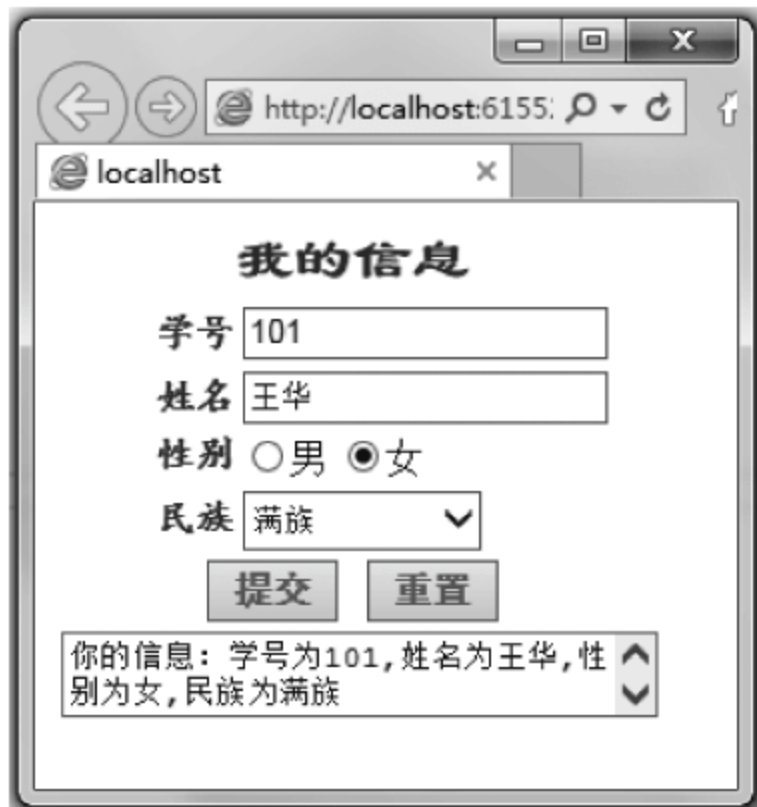 http://localhost:6155
localhost
我的信息
学号 101
姓名 王华
性别 男 女
民族 满族
提交 重置
你的信息: 学号为101,姓名为王华,性
别为女,民族为满族